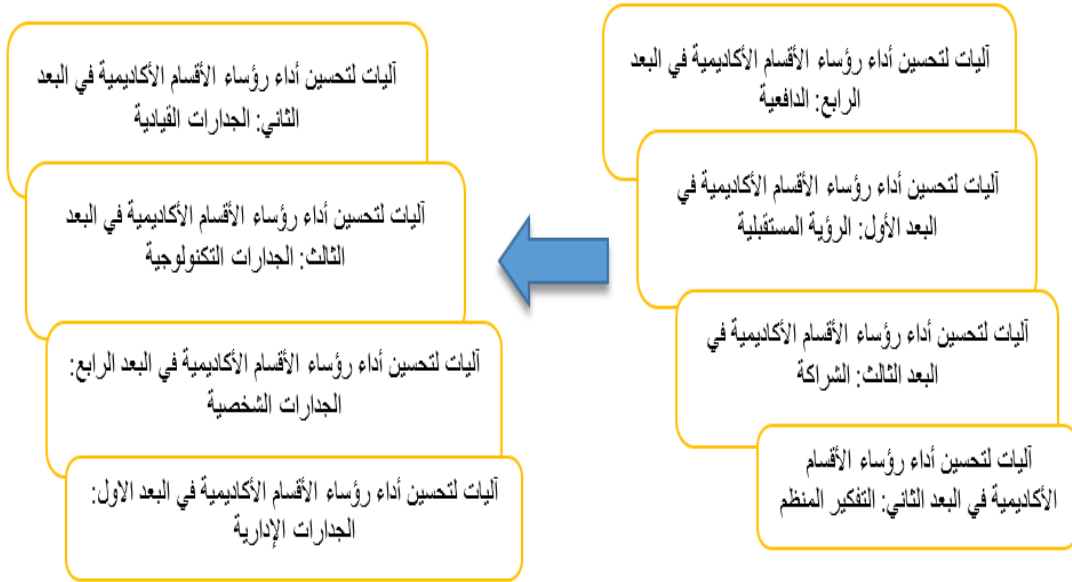 آليات لتحسين أداء رؤساء الأقسام الأكاديمية في البعد
الرابع: الدافعية
آليات لتحسين أداء رؤساء الأقسام الأكاديمية في
البعد الأول: الرؤية المستقبلية
آليات لتحسين أداء رؤساء الأقسام الأكاديمية في
البعد الثالث: الشراكة
آليات لتحسين أداء رؤساء الأقسام
الأكاديمية في البعد الثاني: التفكير المنظم
آليات لتحسين أداء رؤساء الأقسام الأكاديمية في البعد
الثاني: الجدارات القيادية
آليات لتحسين أداء رؤساء الأقسام الأكاديمية في البعد
الثالث: الجدارات التكنولوجية
آليات لتحسين أداء رؤساء الأقسام الأكاديمية في البعد الرابع:
الجدارات الشخصية
آليات لتحسين أداء رؤساء الأقسام الأكاديمية في البعد الاول:
الجدارات الإدارية